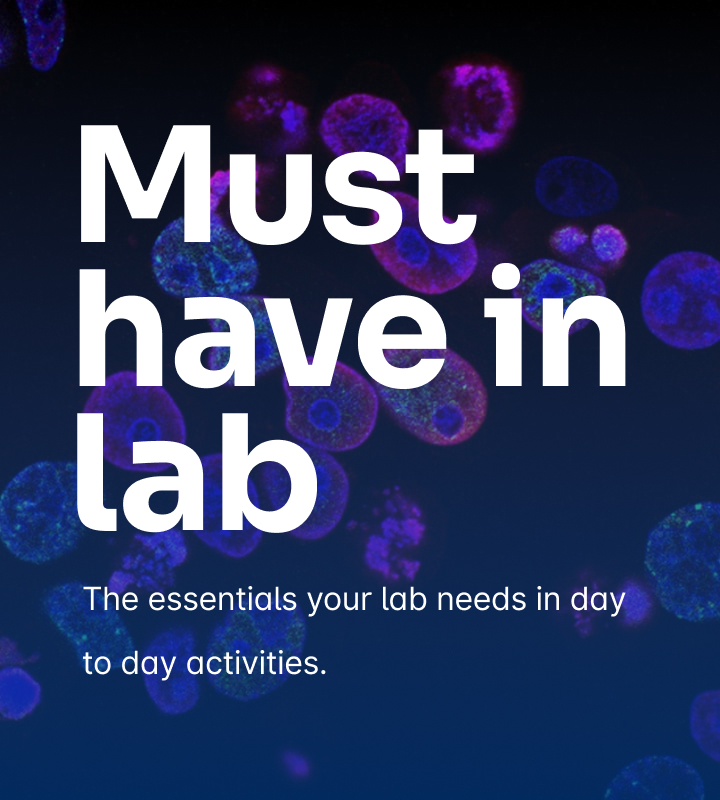 Must
have in
lab
The essentials your lab needs in day
to day activities.